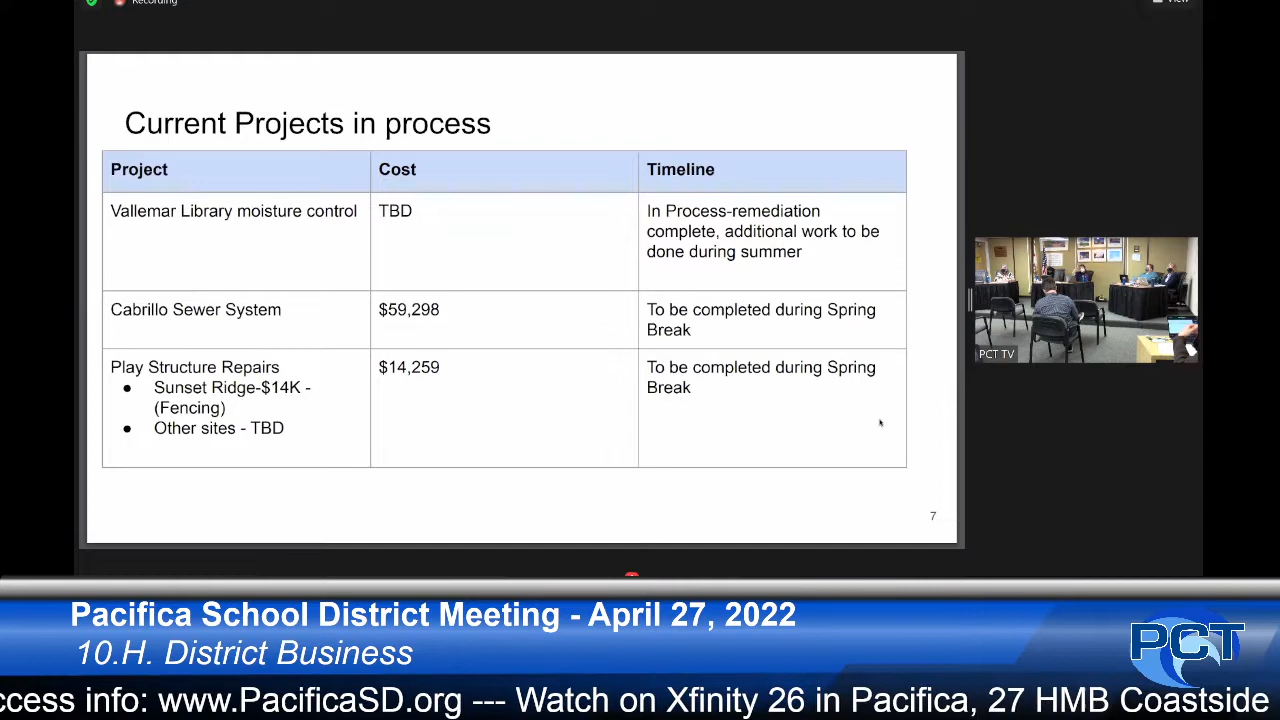 Recording
View
Current Projects in process
Project Cost Timeline
Vallemar Library moisture control TBD In Process-remediation
complete, additional work to be
done during summer
Cabrillo Sewer System $59,298 To be completed during Spring
Break
Play Structure Repairs $14,259 To be completed during Spring
Break
● Sunset Ridge-$14K -
(Fencing)
● Other sites - TBD
7
PCT TV
Pacifica School District Meeting - April 27, 2022
10.H. District Business
PCT
ccess info: www.PacificaSD.org --- Watch on Xfinity 26 in Pacifica, 27 HMB Coastside